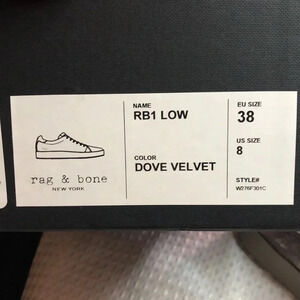 NAME
RB1 LOW
COLOR
DOVE VELVET
rag & bone
NEW YORK
EU SIZE
38
US SIZE
8
STYLE#
W276F301C